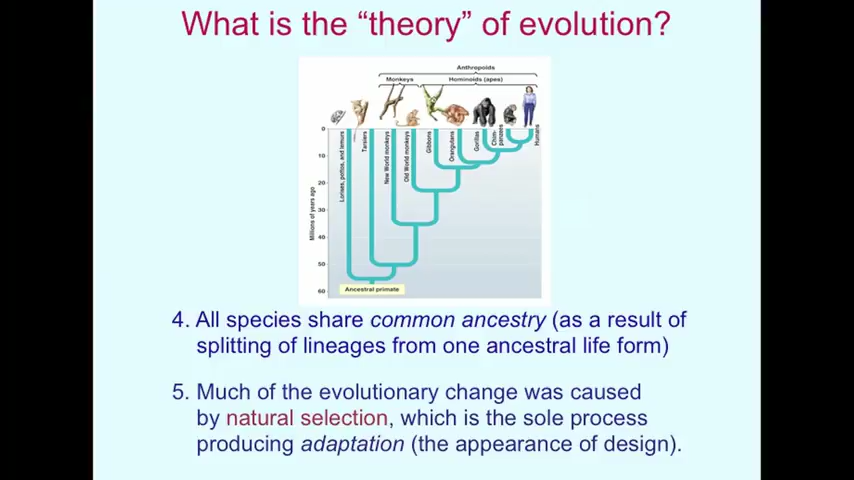 What is the “theory” of evolution?
Anthropoids
Monkeys
Hominoids (apes)
Lorises, pottos, and lemurs
Tarsiers
New World monkeys
Old World monkeys
Gibbons
Orangutans
Gorillas
Chim-
panzees
Humans
Millions of years ago
0
10
20
30
40
50
60
Ancestral primate
4. All species share common ancestry (as a result of
splitting of lineages from one ancestral life form)
5. Much of the evolutionary change was caused
by natural selection, which is the sole process
producing adaptation (the appearance of design).